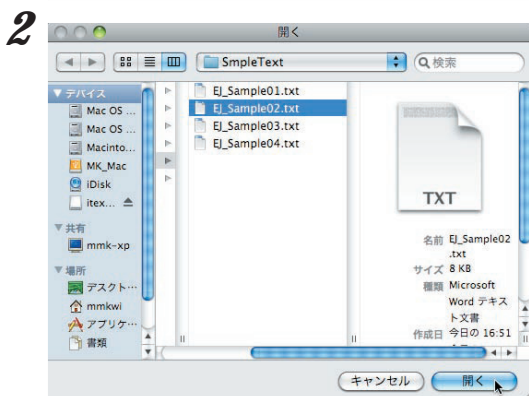 2
開く
SmpleText
検索
デバイス
Mac OS ...
Mac OS ...
Macinto...
MK_Mac
iDisk
itex...
共有
mmk-xp
場所
デスクト…
mmkwi
アプリケ…
書類
EJ_Sample01.txt
EJ_Sample02.txt
EJ_Sample03.txt
EJ_Sample04.txt
TXT
名前 EJ_Sample02
.txt
サイズ 8 KB
種類 Microsoft
Word テキス
ト文書
作成日 今日の 16:51
キャンセル
開く